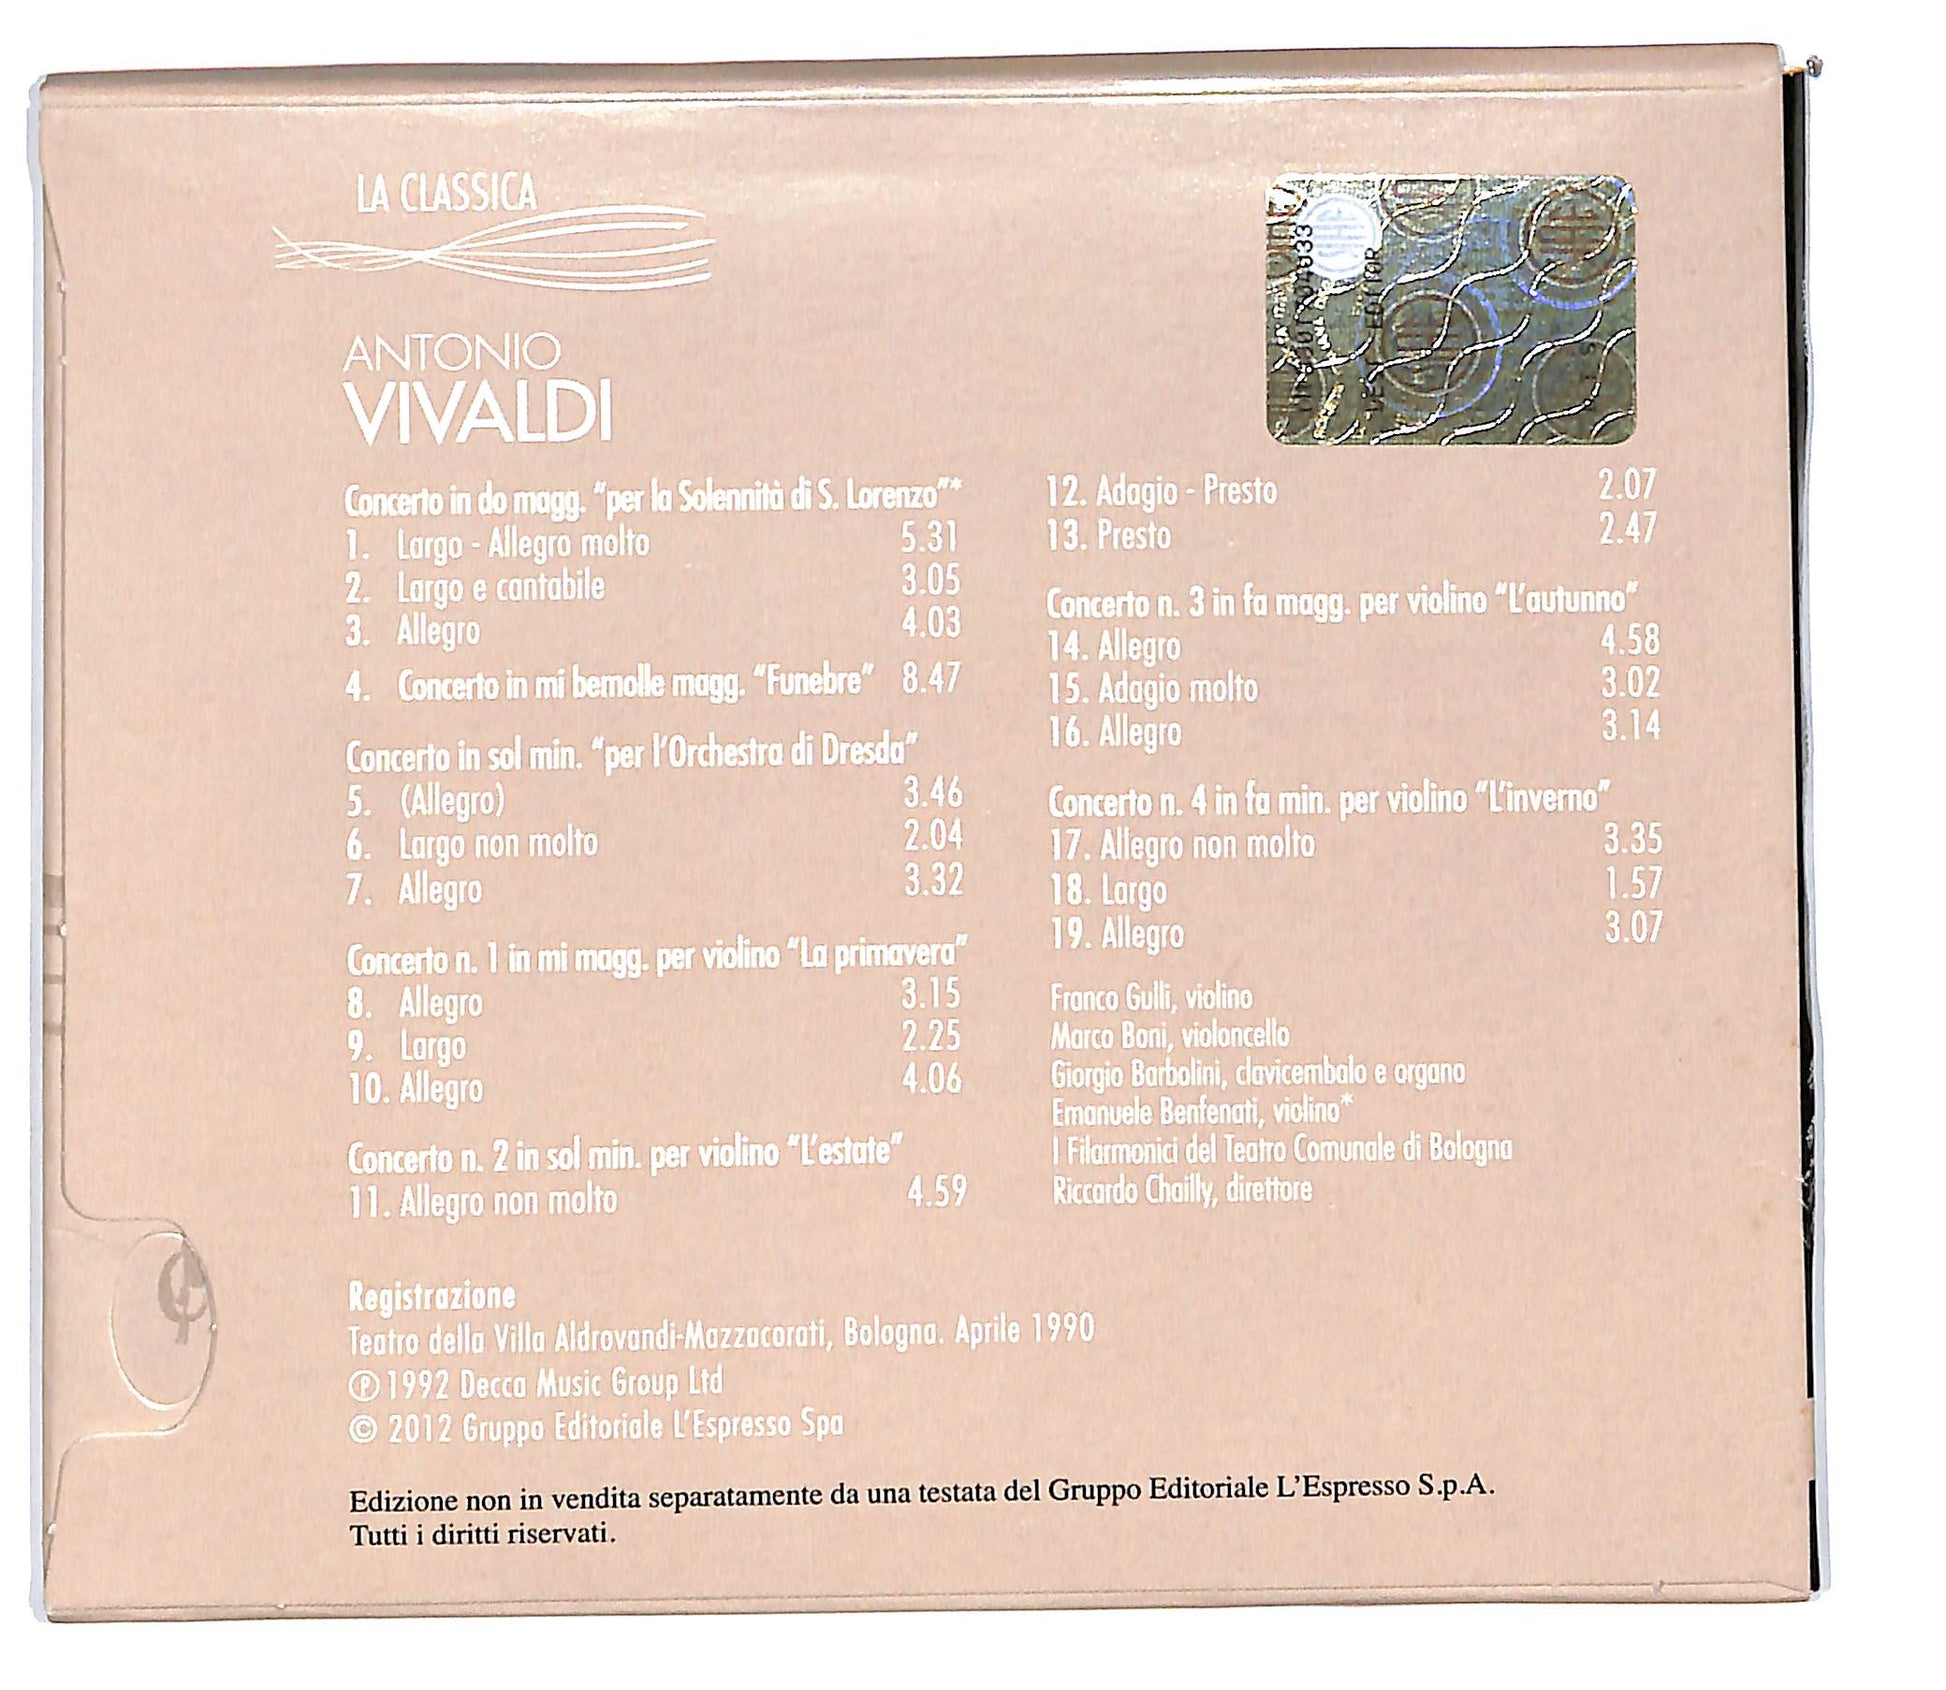 LA CLASSICA
ANTONIO
VIVALDI
Concerto in do magg. “per la Solennità di S. Lorenzo”*
1. Largo - Allegro molto 5.31
2. Largo e cantabile 3.05
3. Allegro 4.03
4. Concerto in mi bemolle magg. “Funebre” 8.47
Concerto in sol min. “per l’Orchestra di Dresda”
5. (Allegro) 3.46
6. Largo non molto 2.04
7. Allegro 3.32
Concerto n. 1 in mi magg. per violino “La primavera”
8. Allegro 3.15
9. Largo 2.25
10. Allegro 4.06
Concerto n. 2 in sol min. per violino “L’estate”
11. Allegro non molto 4.59
12. Adagio - Presto 2.07
13. Presto 2.47
Concerto n. 3 in fa magg. per violino “L’autunno”
14. Allegro 4.58
15. Adagio molto 3.02
16. Allegro 3.14
Concerto n. 4 in fa min. per violino “L’inverno”
17. Allegro non molto 3.35
18. Largo 1.57
19. Allegro 3.07
Franco Gulli, violino
Marco Boni, violoncello
Giorgio Barbolini, clavicembalo e organo
Emanuele Benfenati, violino*
I Filarmonici del Teatro Comunale di Bologna
Riccardo Chailly, direttore
Registrazione
Teatro della Villa Aldrovandi-Mazzacorati, Bologna. Aprile 1990
℗ 1992 Decca Music Group Ltd
© 2012 Gruppo Editoriale L’Espresso Spa
Edizione non in vendita separatamente da una testata del Gruppo Editoriale L’Espresso S.p.A.
Tutti i diritti riservati.